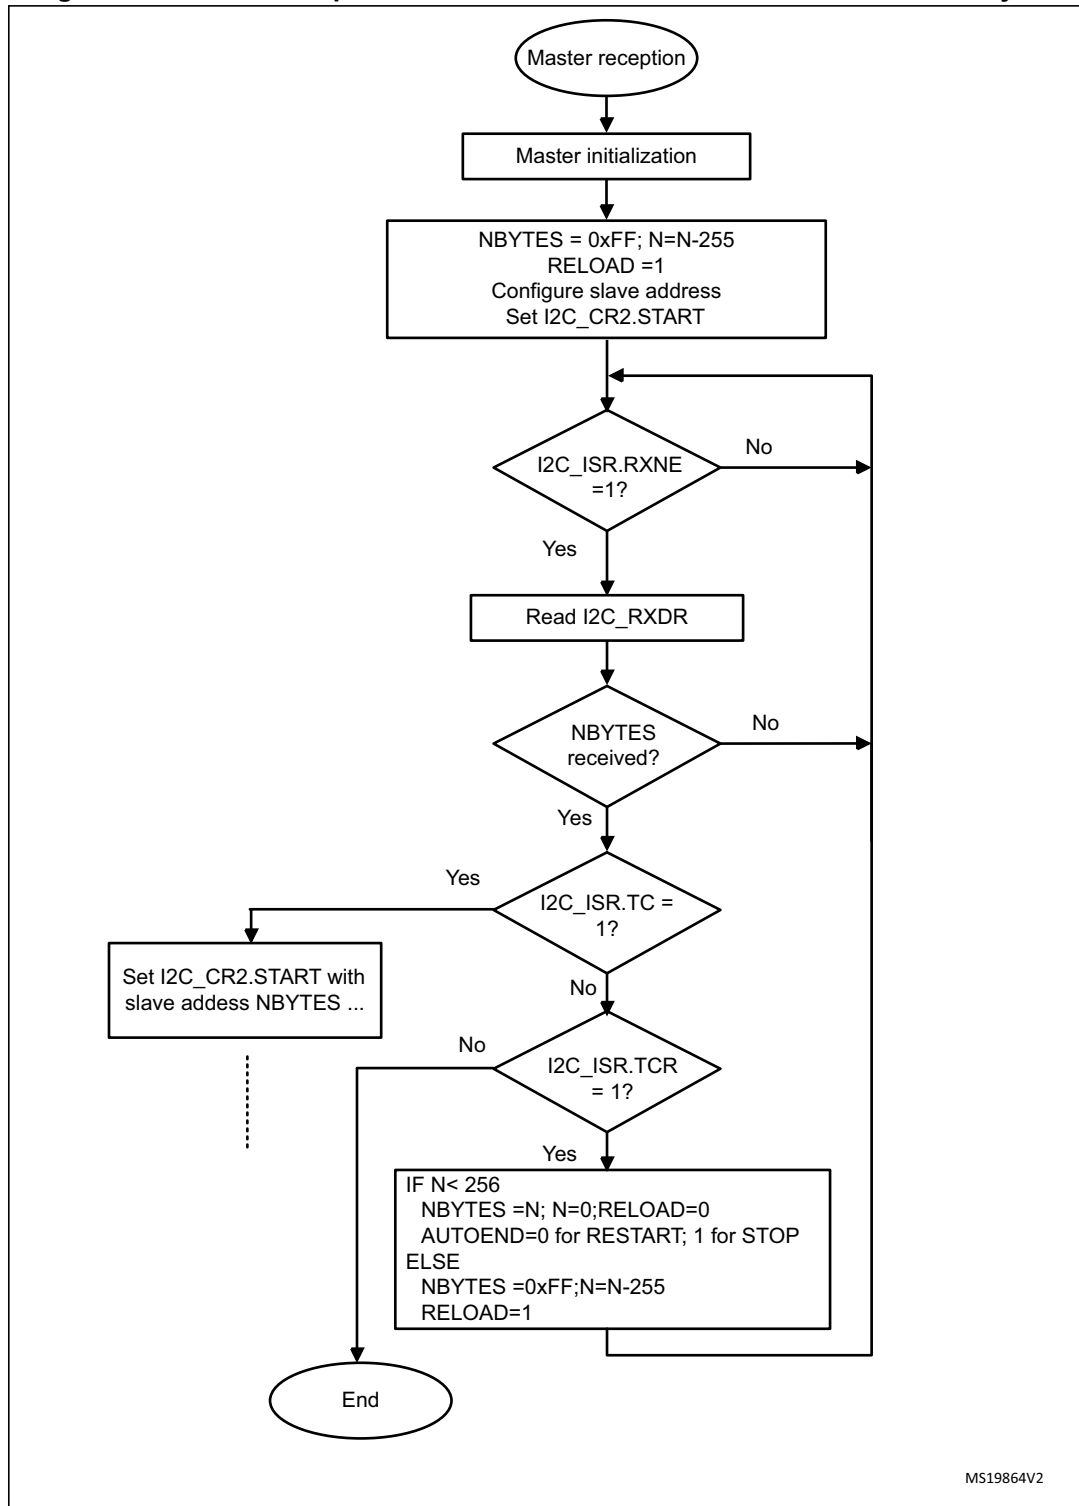 Master reception
Master initialization
NBYTES = 0xFF; N=N-255
RELOAD =1
Configure slave address
Set I2C_CR2.START
I2C_ISR.RXNE
=1?
No
Yes
Read I2C_RXDR
NBYTES
received?
No
Yes
I2C_ISR.TC =
1?
Yes
Set I2C_CR2.START with
slave addess NBYTES ...
No
I2C_ISR.TCR
= 1?
No
Yes
IF N< 256
NBYTES =N; N=0;RELOAD=0
AUTOEND=0 for RESTART; 1 for STOP
ELSE
NBYTES =0xFF;N=N-255
RELOAD=1
End
MS19864V2